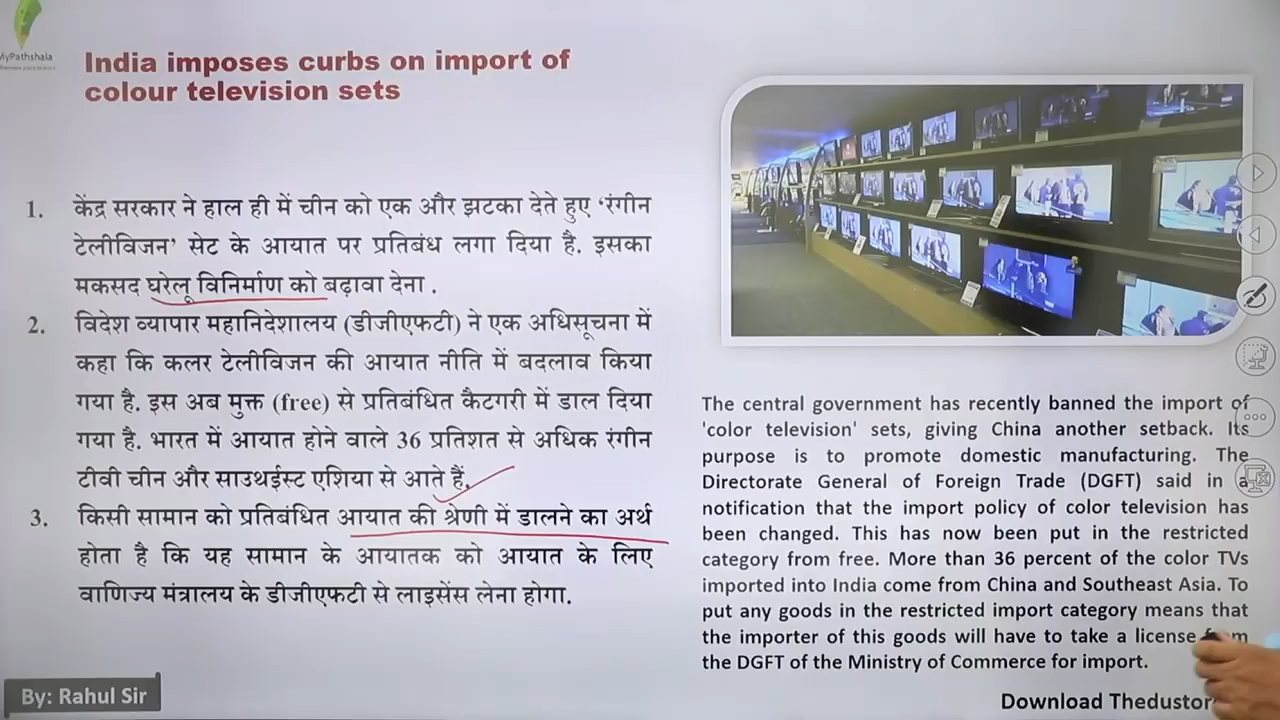 MyPathshala
India imposes curbs on import of
colour television sets
1. केंद्र सरकार ने हाल ही में चीन को एक और झटका देते हुए ‘रंगीन
टेलीविजन’ सेट के आयात पर प्रतिबंध लगा दिया है. इसका
मकसद घरेलू विनिर्माण को बढ़ावा देना .
2. विदेश व्यापार महानिदेशालय (डीजीएफटी) ने एक अधिसूचना में
कहा कि कलर टेलीविजन की आयात नीति में बदलाव किया
गया है. इस अब मुक्त (free) से प्रतिबंधित कैटगरी में डाल दिया
गया है. भारत में आयात होने वाले 36 प्रतिशत से अधिक रंगीन
टीवी चीन और साउथईस्ट एशिया से आते हैं.
3. किसी सामान को प्रतिबंधित आयात की श्रेणी में डालने का अर्थ
होता है कि यह सामान के आयातक को आयात के लिए
वाणिज्य मंत्रालय के डीजीएफटी से लाइसेंस लेना होगा.
The central government has recently banned the import of
'color television' sets, giving China another setback. Its
purpose is to promote domestic manufacturing. The
Directorate General of Foreign Trade (DGFT) said in a
notification that the import policy of color television has
been changed. This has now been put in the restricted
category from free. More than 36 percent of the color TVs
imported into India come from China and Southeast Asia. To
put any goods in the restricted import category means that
the importer of this goods will have to take a license from
the DGFT of the Ministry of Commerce for import.
By: Rahul Sir
Download Thedustor